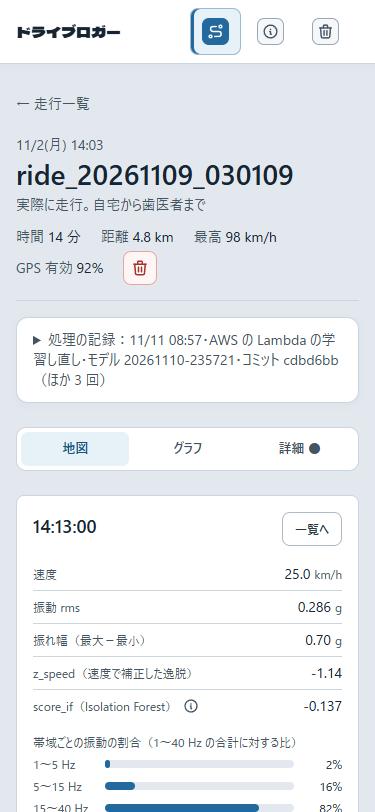 ドライブロガー
← 走行一覧
11/2(月) 14:03
ride_20261109_030109
実際に走行。自宅から歯医者まで
時間 14 分 距離 4.8 km 最高 98 km/h
GPS 有効 92%
▶ 処理の記録：11/11 08:57・AWS の Lambda の学
習し直し・モデル 20261110-235721・コミット cdbd6bb
（ほか 3 回）
地図 グラフ 詳細
14:13:00
一覧へ
速度 25.0 km/h
振動 rms 0.286 g
振れ幅（最大－最小） 0.70 g
z_speed（速度で補正した逸脱） -1.14
score_if（Isolation Forest） -0.137
帯域ごとの振動の割合（1〜40 Hz の合計に対する比）
1〜5 Hz 2%
5〜15 Hz 16%
15〜40 Hz 82%